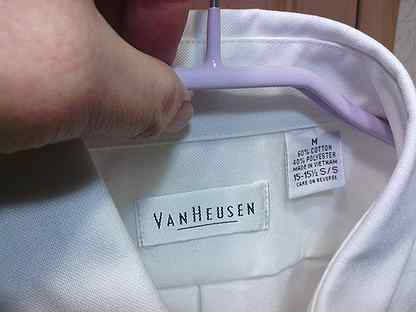 VANHEUSEN
M
60% COTTON
40% POLYESTER
MADE IN VIETNAM
15-15½ S/S
CARE ON REVERSE